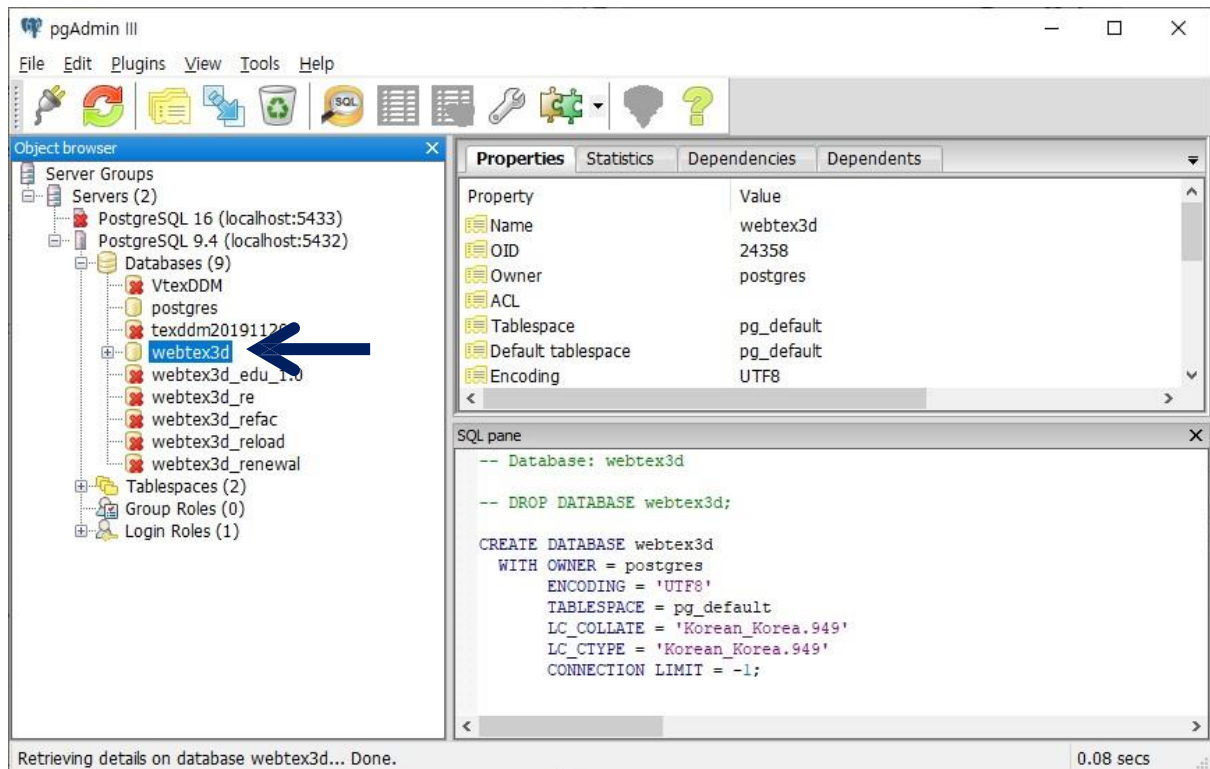 pgAdmin III
File Edit Plugins View Tools Help
SQL
Object browser
Server Groups
Servers (2)
PostgreSQL 16 (localhost:5433)
PostgreSQL 9.4 (localhost:5432)
Databases (9)
VtexDDM
postgres
webtex3d
webtex3d_edu_1.0
webtex3d_re
webtex3d_refac
webtex3d_reload
webtex3d_renewal
Tablespaces (2)
Group Roles (0)
Login Roles (1)
Properties Statistics Dependencies Dependents
Property Value
Name webtex3d
OID 24358
Owner postgres
ACL
Tablespace pg_default
Default tablespace pg_default
Encoding UTF8
SQL pane
-- Database: webtex3d
-- DROP DATABASE webtex3d;
CREATE DATABASE webtex3d
WITH OWNER = postgres
ENCODING = 'UTF8'
TABLESPACE = pg_default
LC_COLLATE = 'Korean_Korea.949'
LC_CTYPE = 'Korean_Korea.949'
CONNECTION LIMIT = -1;
Retrieving details on database webtex3d... Done. 0.08 secs